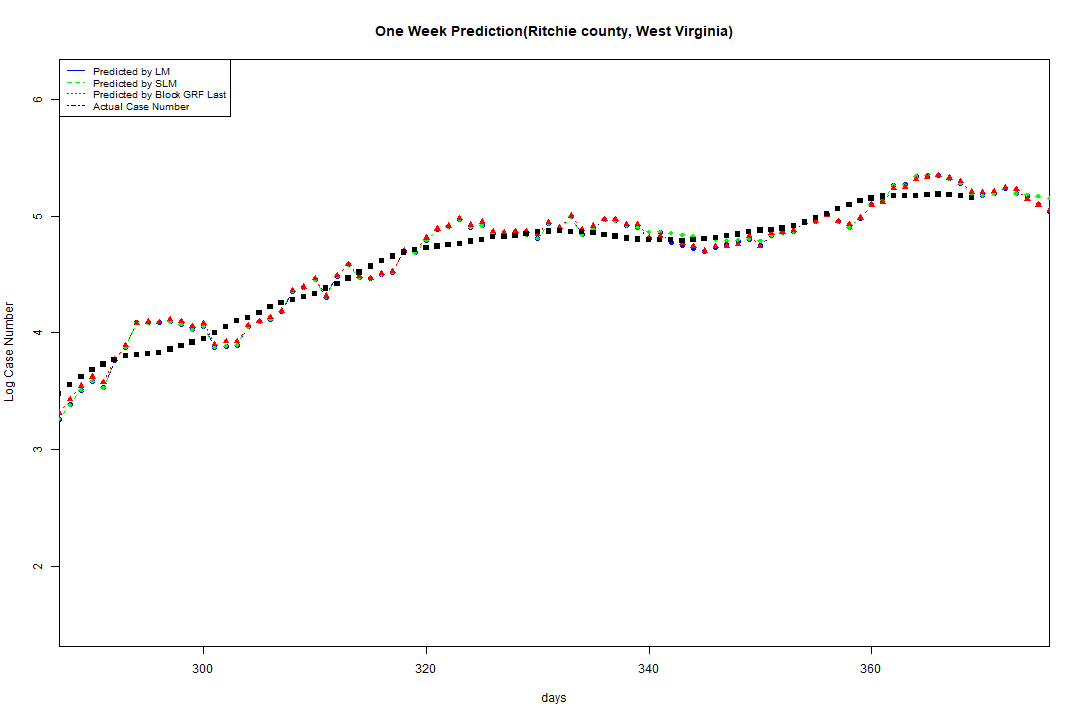 One Week Prediction(Ritchie county, West Virginia)
Predicted by LM
Predicted by SLM
Predicted by Block GRF Last
Actual Case Number
6
5
4
3
2
Log Case Number
300 320 340 360
days